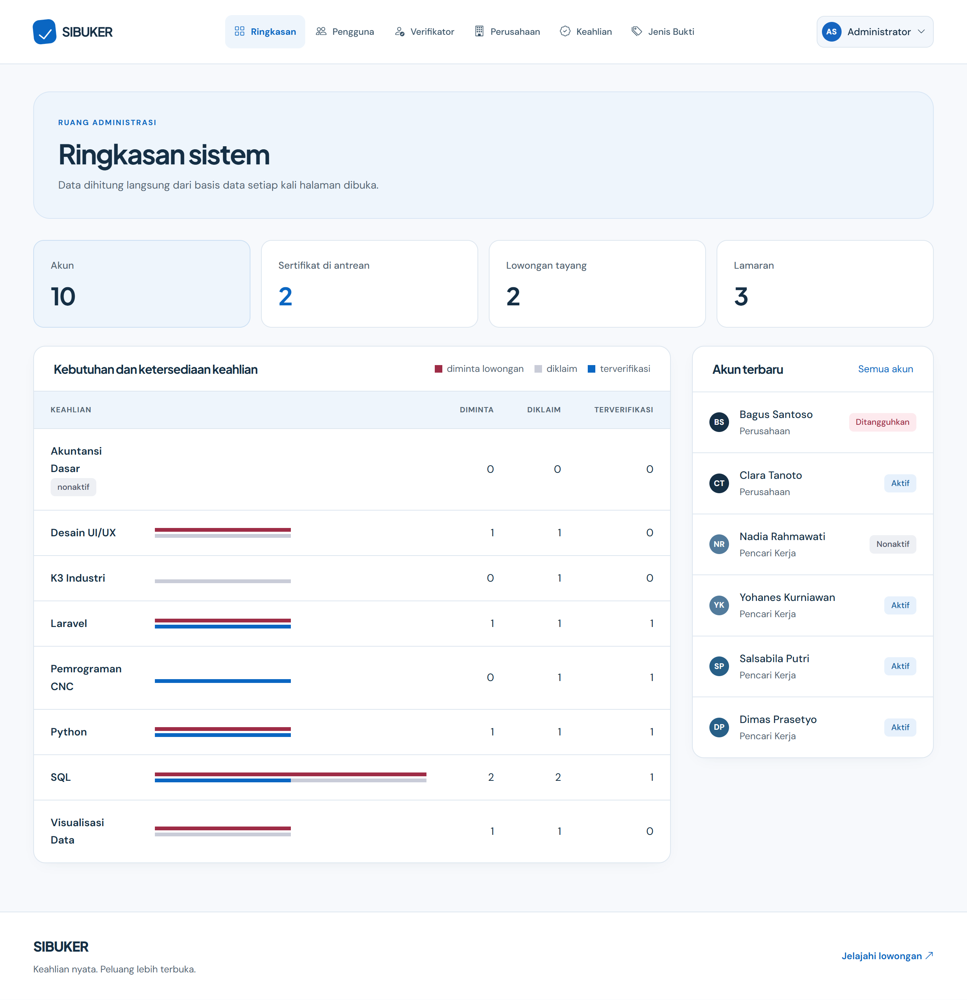 SIBUKER
Ringkasan
Pengguna
Verifikator
Perusahaan
Keahlian
Jenis Bukti
AS
Administrator
RUANG ADMINISTRASI
Ringkasan sistem
Data dihitung langsung dari basis data setiap kali halaman dibuka.
Akun
10
Sertifikat di antrean
2
Lowongan tayang
2
Lamaran
3
Kebutuhan dan ketersediaan keahlian
diminta lowongan
diklaim
terverifikasi
KEAHLIAN DIMINTA DIKLAIM TERVERIFIKASI
Akuntansi
Dasar
nonaktif
0 0 0
Desain UI/UX 1 1 0
K3 Industri 0 1 0
Laravel 1 1 1
Pemrograman
CNC
0 1 1
Python 1 1 1
SQL 2 2 1
Visualisasi
Data
1 1 0
Akun terbaru
Semua akun
BS
Bagus Santoso
Perusahaan
Ditangguhkan
CT
Clara Tanoto
Perusahaan
Aktif
NR
Nadia Rahmawati
Pencari Kerja
Nonaktif
YK
Yohanes Kurniawan
Pencari Kerja
Aktif
SP
Salsabila Putri
Pencari Kerja
Aktif
DP
Dimas Prasetyo
Pencari Kerja
Aktif
SIBUKER
Keahlian nyata. Peluang lebih terbuka.
Jelajahi lowongan